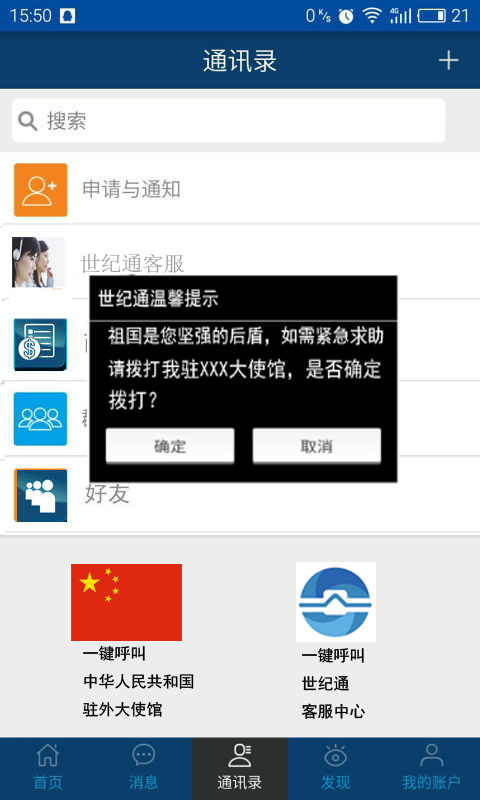 15:50
0 K/s 4G 21
通讯录
搜索
申请与通知
世纪通客服
世纪通温馨提示
祖国是您坚强的后盾，如需紧急求助
请拨打我驻XXX大使馆，是否确定
拨打？
确定 取消
好友
一键呼叫
中华人民共和国
驻外大使馆
一键呼叫
世纪通
客服中心
首页 消息 通讯录 发现 我的账户